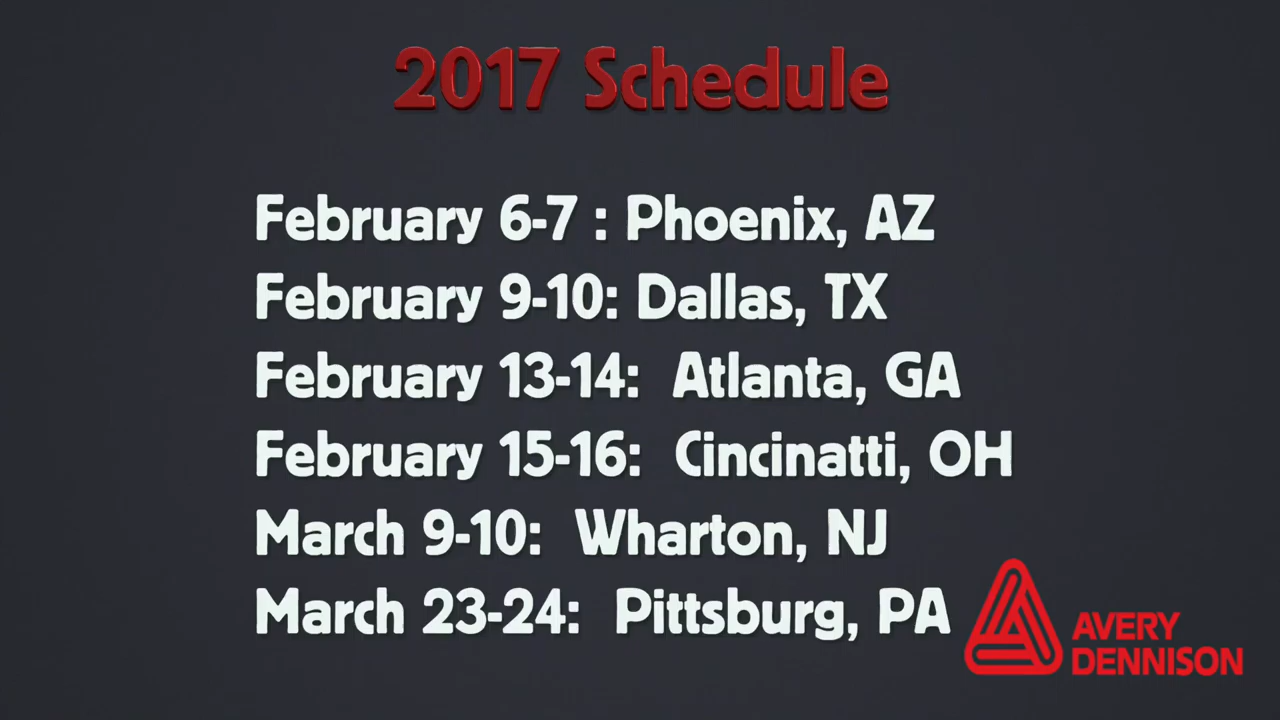 2017 Schedule
February 6-7 : Phoenix, AZ
February 9-10: Dallas, TX
February 13-14: Atlanta, GA
February 15-16: Cincinatti, OH
March 9-10: Wharton, NJ
March 23-24: Pittsburg, PA
AVERY
DENNISON